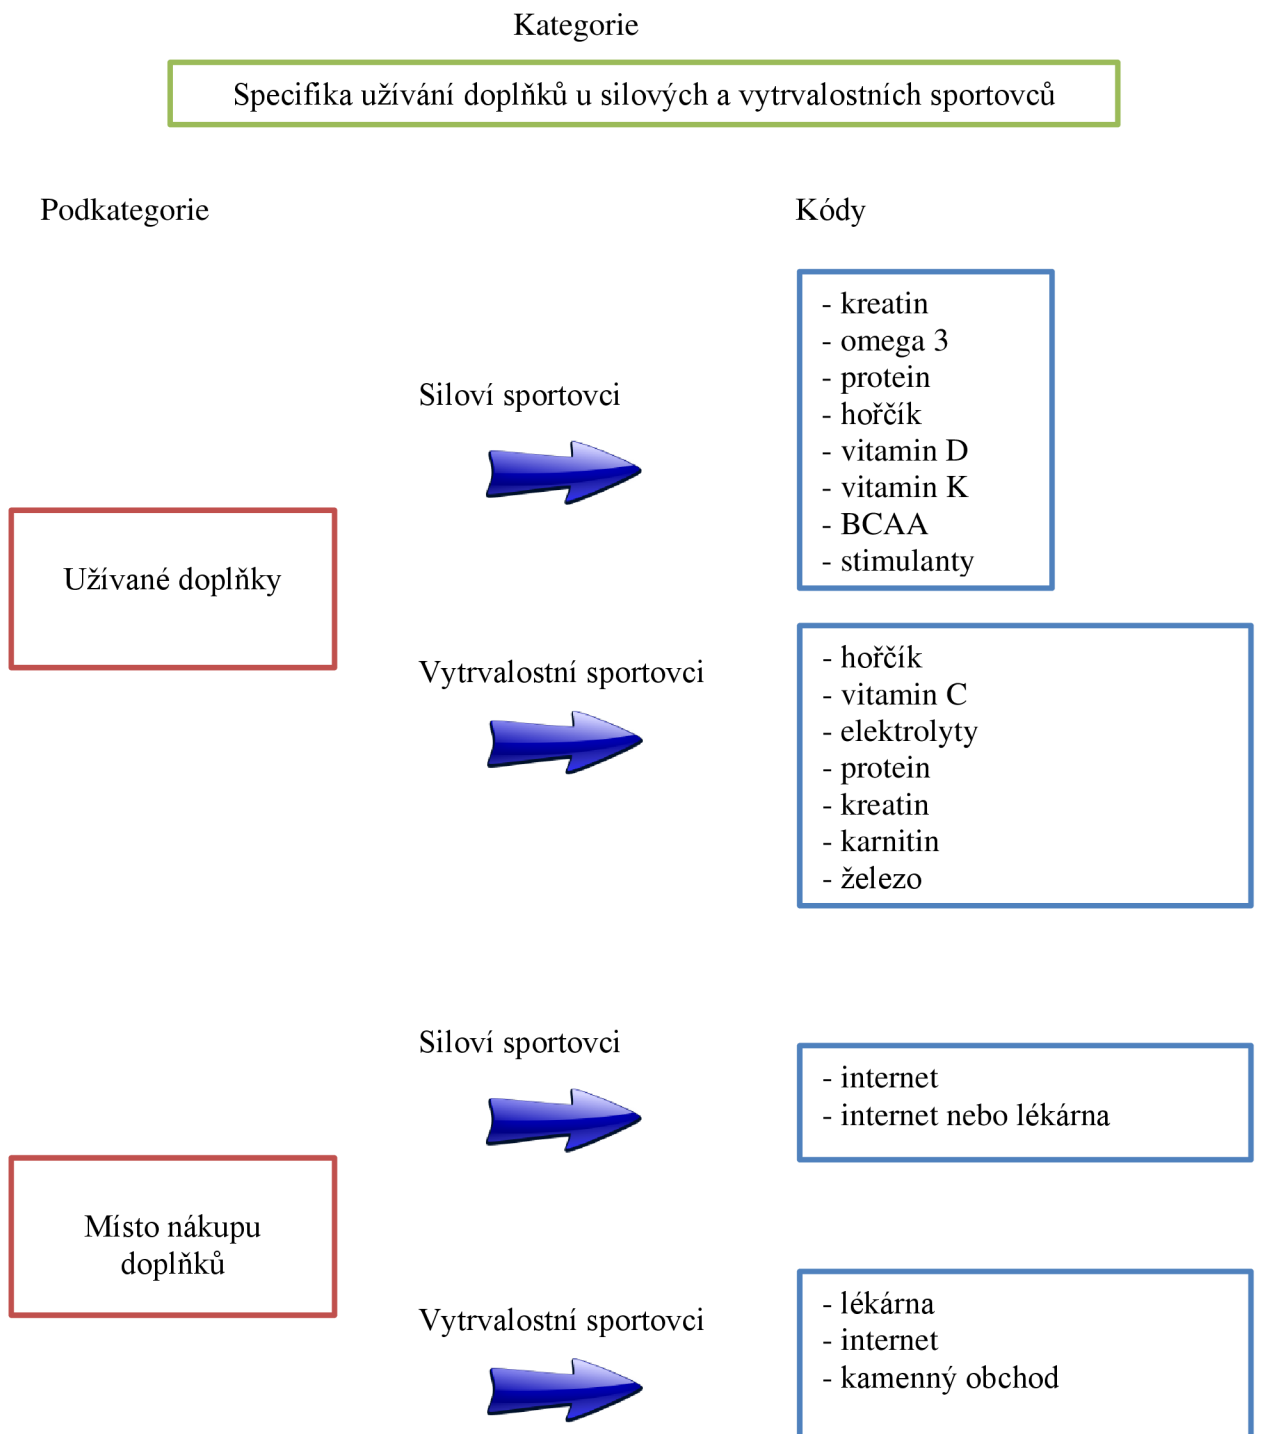 Kategorie
Specifika užívání doplňků u silových a vytrvalostních sportovců
Podkategorie
Kódy
Siloví sportovci
- kreatin
- omega 3
- protein
- hořčík
- vitamin D
- vitamin K
- BCAA
- stimulanty
Užívané doplňky
Vytrvalostní sportovci
- hořčík
- vitamin C
- elektrolyty
- protein
- kreatin
- karnitin
- železo
Siloví sportovci
- internet
- internet nebo lékárna
Místo nákupu
doplňků
Vytrvalostní sportovci
- lékárna
- internet
- kamenný obchod